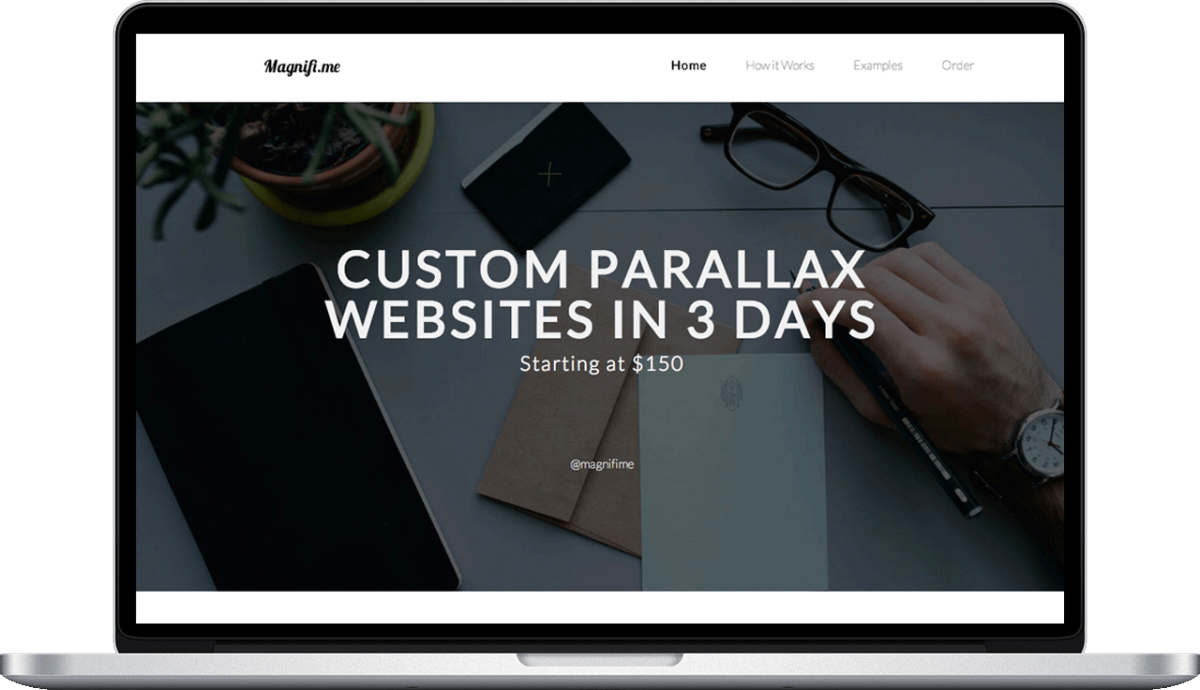 Magnifi.me
Home How it Works Examples Order
CUSTOM PARALLAX
WEBSITES IN 3 DAYS
Starting at $150
@magnifime